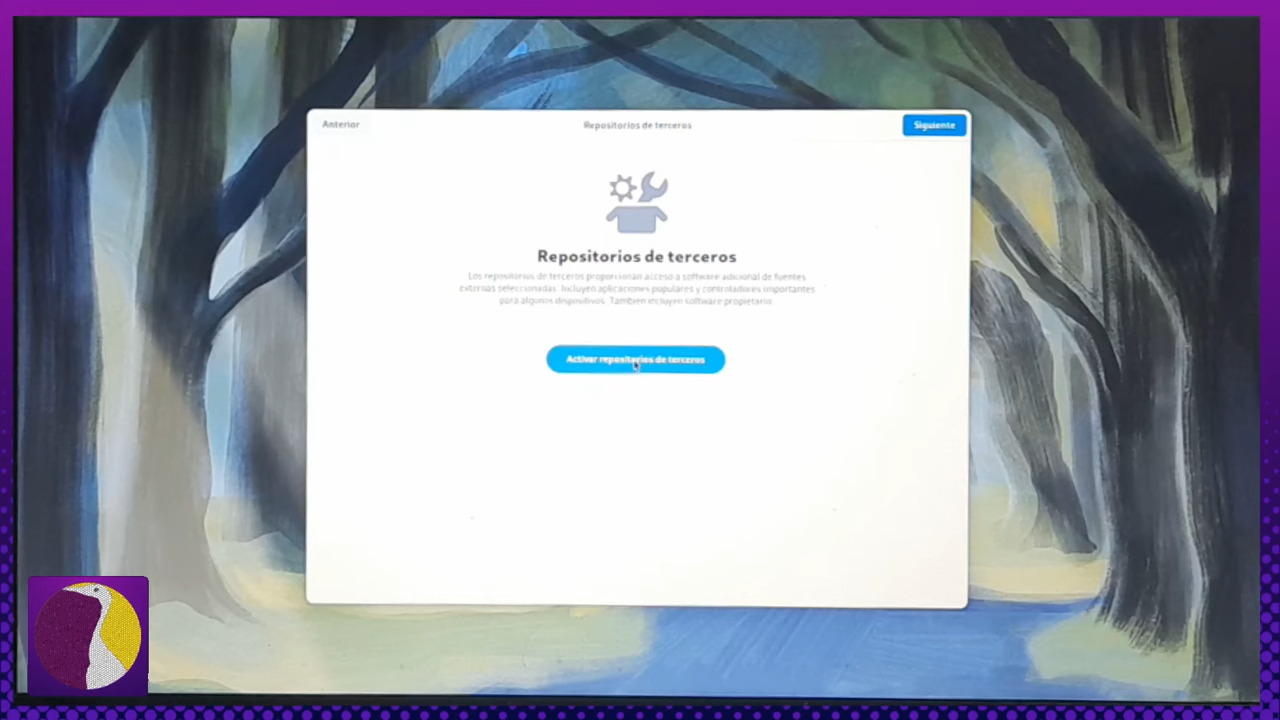 Anterior
Repositorios de terceros
Siguiente
Repositorios de terceros
Los repositorios de terceros proporcionan acceso a software adicional de fuentes
externas seleccionadas. Incluyen aplicaciones populares y controladores importantes
para algunos dispositivos. También incluyen software propietario.
Activar repositorios de terceros